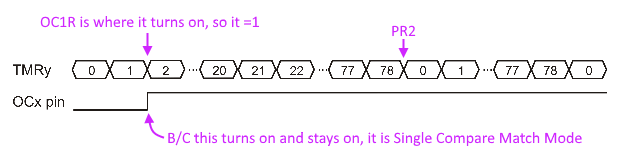 OC1R is where it turns on, so it =1
PR2
TMRy 0 1 2 ... 20 21 22 ... 77 78 0 1 ... 77 78 0
OCx pin
B/C this turns on and stays on, it is Single Compare Match Mode